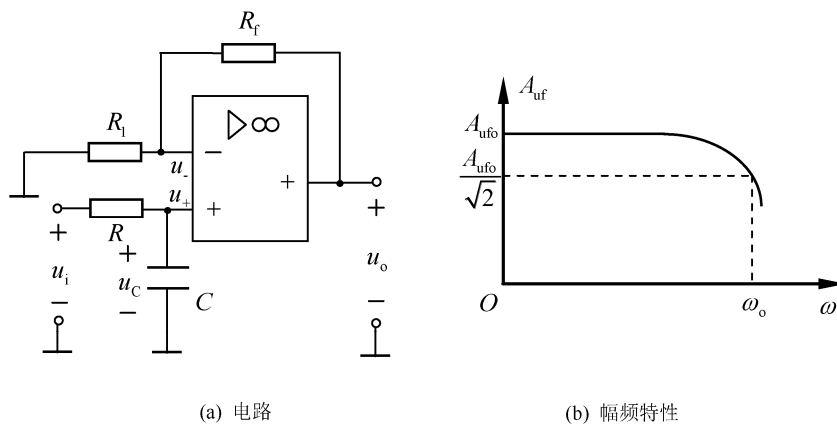 R_f
▷∞
R_1
−
u_-
+
u_+
+
R
+
+
+
u_i
u_C
C
u_o
−
−
−
(a) 电路
A_uf
A_ufo
A_ufo/√2
O
ω_o
ω
(b) 幅频特性